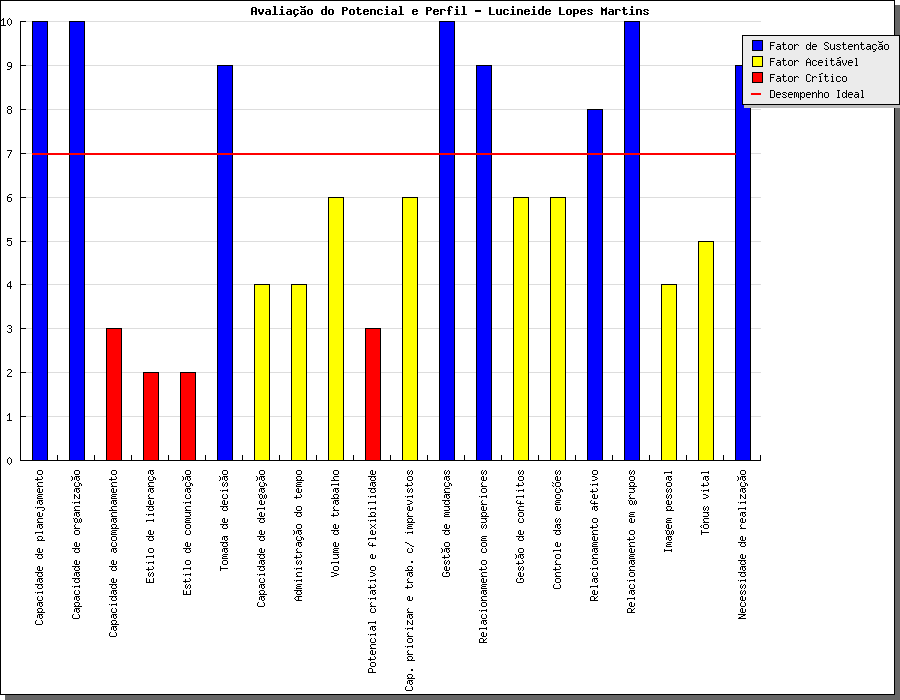 Avaliação do Potencial e Perfil - Lucineide Lopes Martins
Fator de Sustentação
Fator Aceitável
Fator Crítico
Desempenho Ideal
10
9
8
7
6
5
4
3
2
1
0
Capacidade de planejamento
Capacidade de organização
Capacidade de acompanhamento
Estilo de liderança
Estilo de comunicação
Tomada de decisão
Capacidade de delegação
Administração do tempo
Volume de trabalho
Potencial criativo e flexibilidade
Cap. priorizar e trab. c/ imprevistos
Gestão de mudanças
Relacionamento com superiores
Gestão de conflitos
Controle das emoções
Relacionamento afetivo
Relacionamento em grupos
Imagem pessoal
Tônus vital
Necessidade de realização